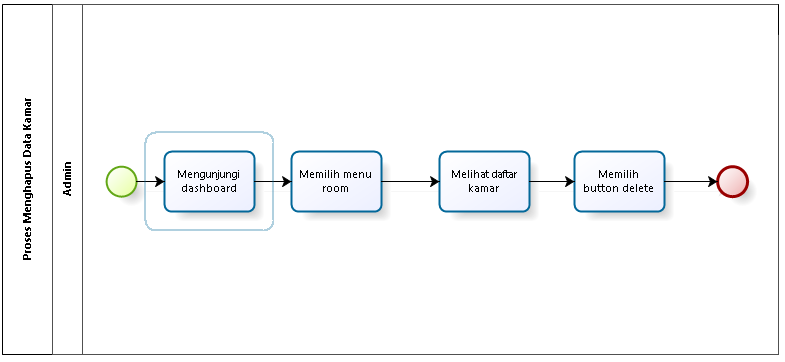 Proses Menghapus Data Kamar
Admin
Mengunjungi
dashboard
Memilih menu
room
Melihat daftar
kamar
Memilih
button delete